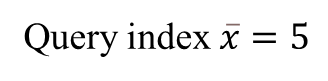 Query index x̄ = 5